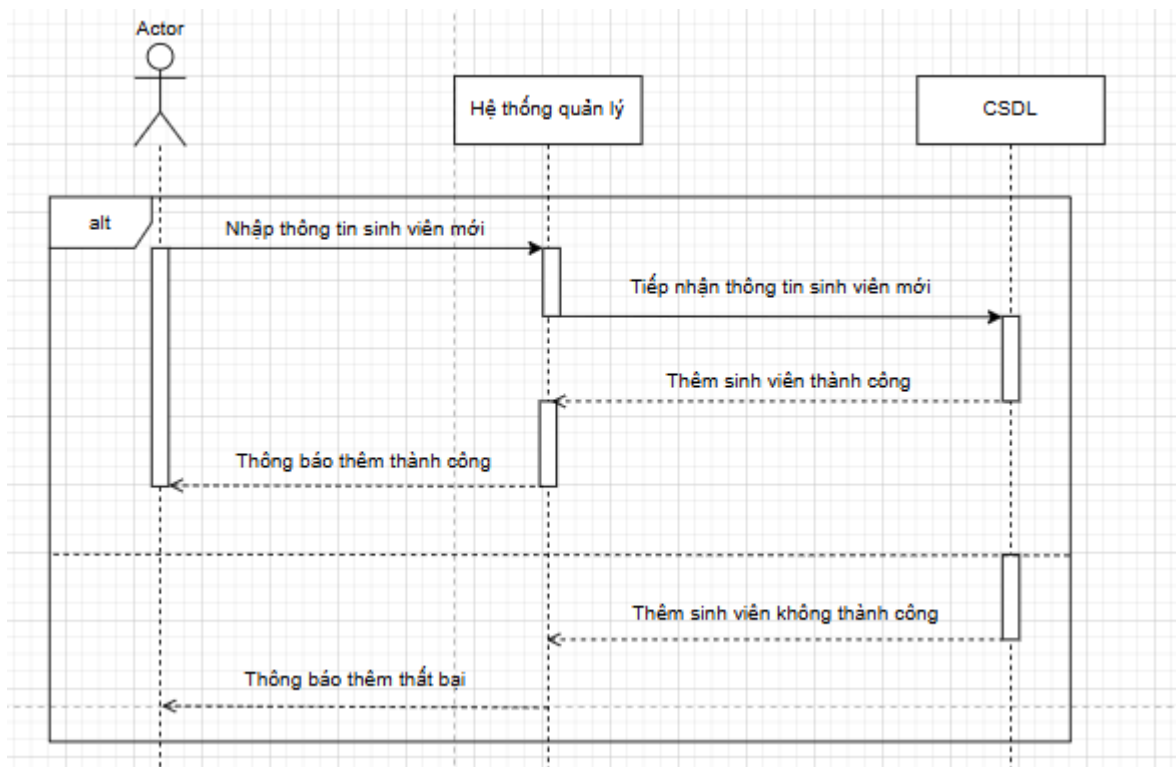 Actor
Hệ thống quản lý
CSDL
alt
Nhập thông tin sinh viên mới
Tiếp nhận thông tin sinh viên mới
Thêm sinh viên thành công
Thông báo thêm thành công
Thêm sinh viên không thành công
Thông báo thêm thất bại